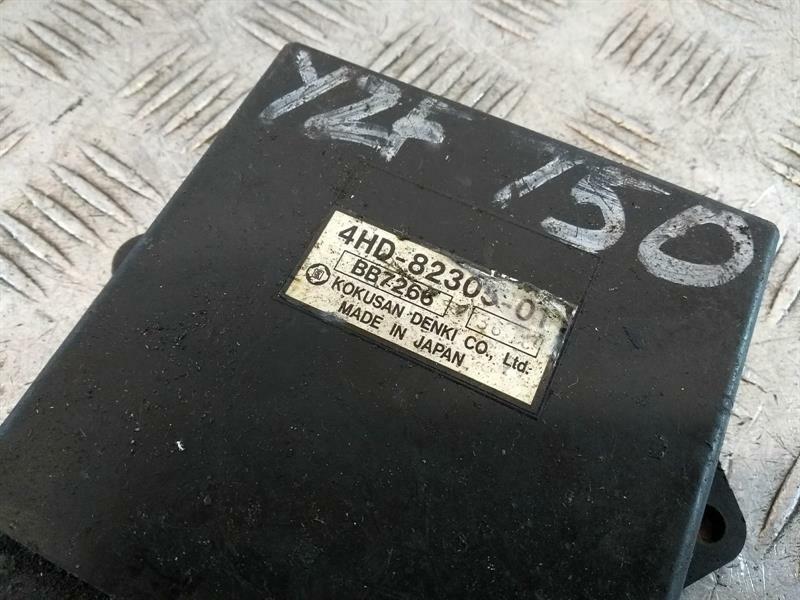 YZF 750
4HD-82305-01
BB7266
KOKUSAN DENKI CO., Ltd.
MADE IN JAPAN